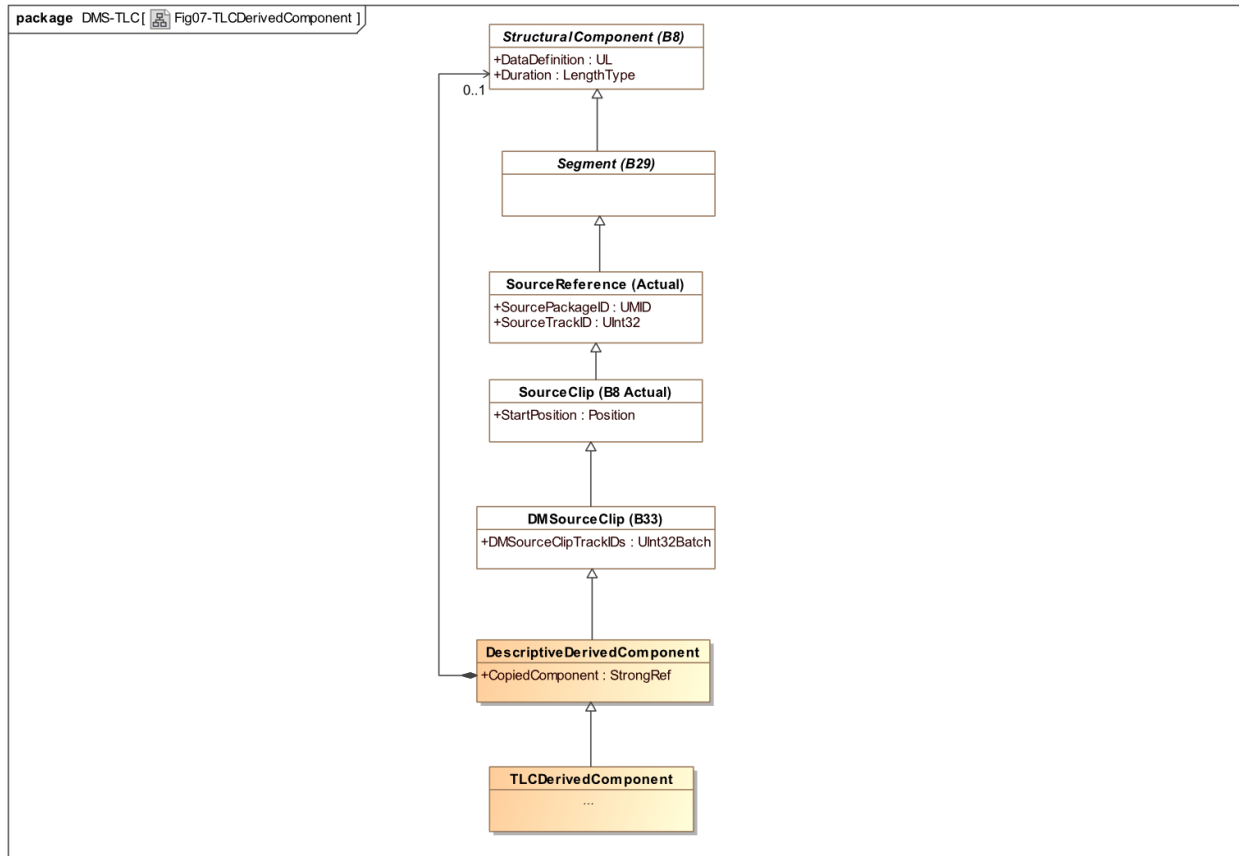 package DMS-TLC[ Fig07-TLCDerivedComponent ]
StructuralComponent (B8)
+DataDefinition : UL
+Duration : LengthType
0..1
Segment (B29)
SourceReference (Actual)
+SourcePackageID : UMID
+SourceTrackID : UInt32
SourceClip (B8 Actual)
+StartPosition : Position
DMSourceClip (B33)
+DMSourceClipTrackIDs : UInt32Batch
DescriptiveDerivedComponent
+CopiedComponent : StrongRef
TLCDerivedComponent
...